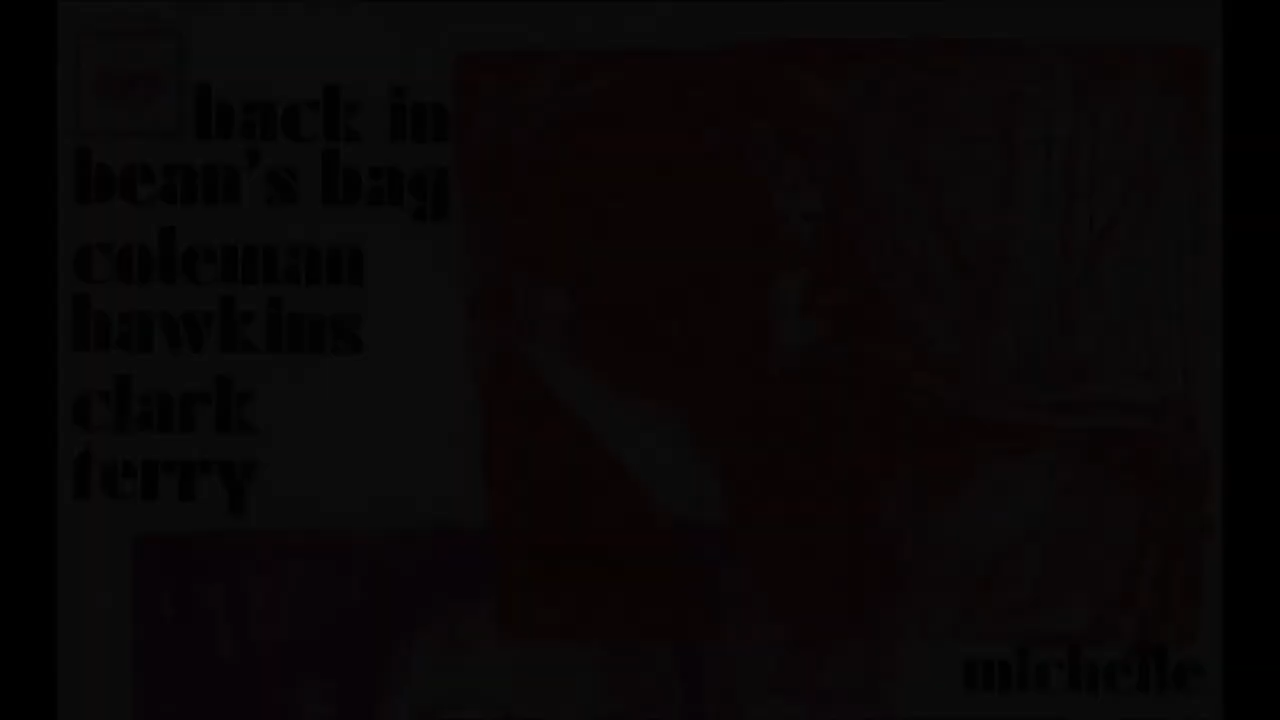 back in
bean's bag
coleman
hawkins
clark
terry
michelle